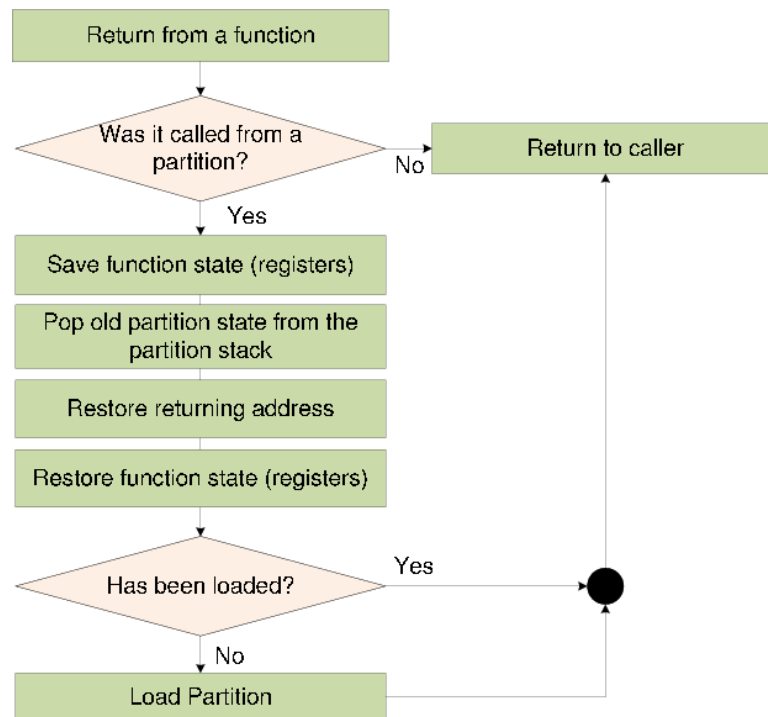 Return from a function
Was it called from a
partition?
No
Return to caller
Yes
Save function state (registers)
Pop old partition state from the
partition stack
Restore returning address
Restore function state (registers)
Has been loaded?
Yes
No
Load Partition